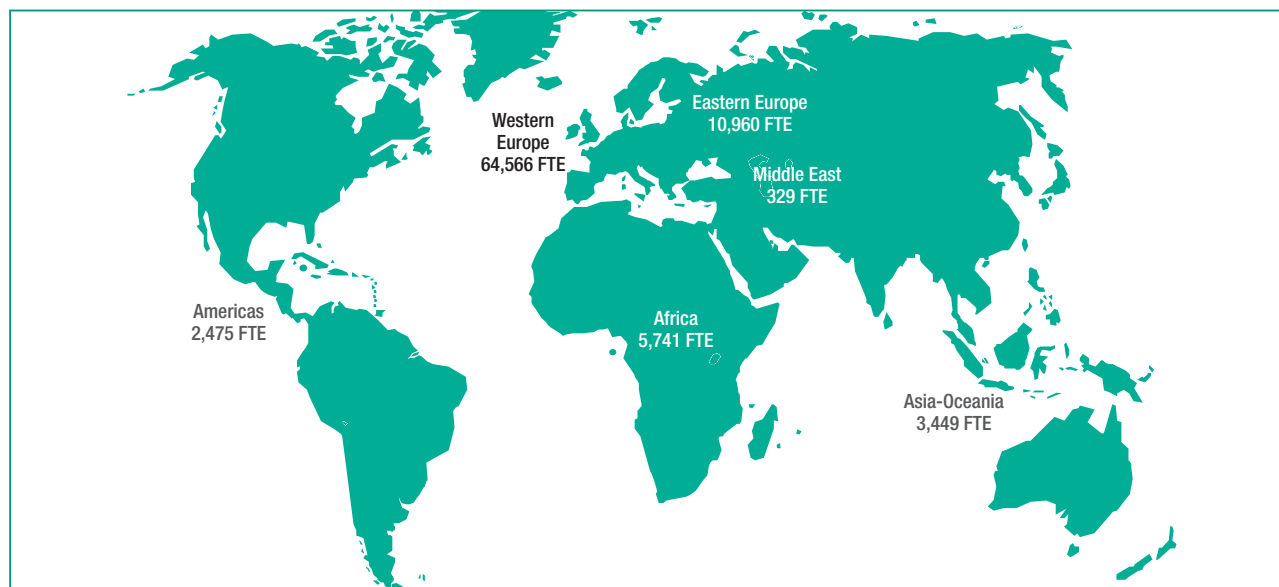 Eastern Europe
10,960 FTE
Western
Europe
64,566 FTE
Middle East
329 FTE
Americas
2,475 FTE
Africa
5,741 FTE
Asia-Oceania
3,449 FTE